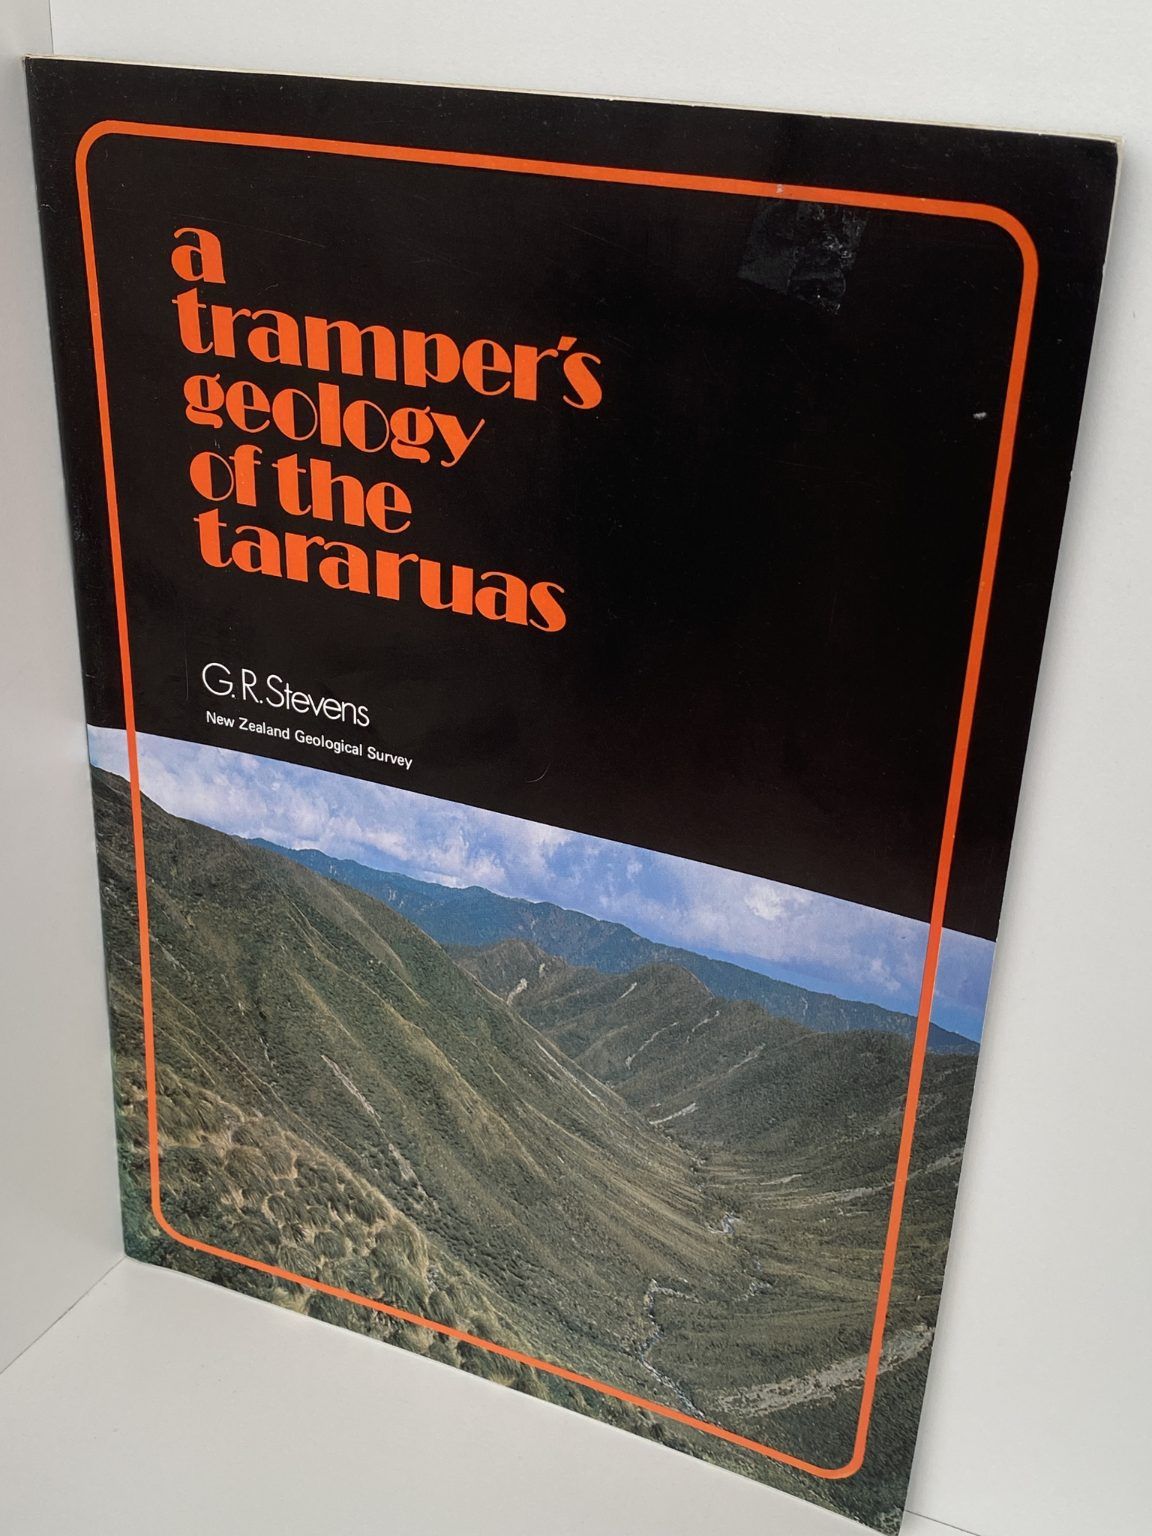 a
tramper's
geology
of the
tararuas
G.R.Stevens
New Zealand Geological Survey